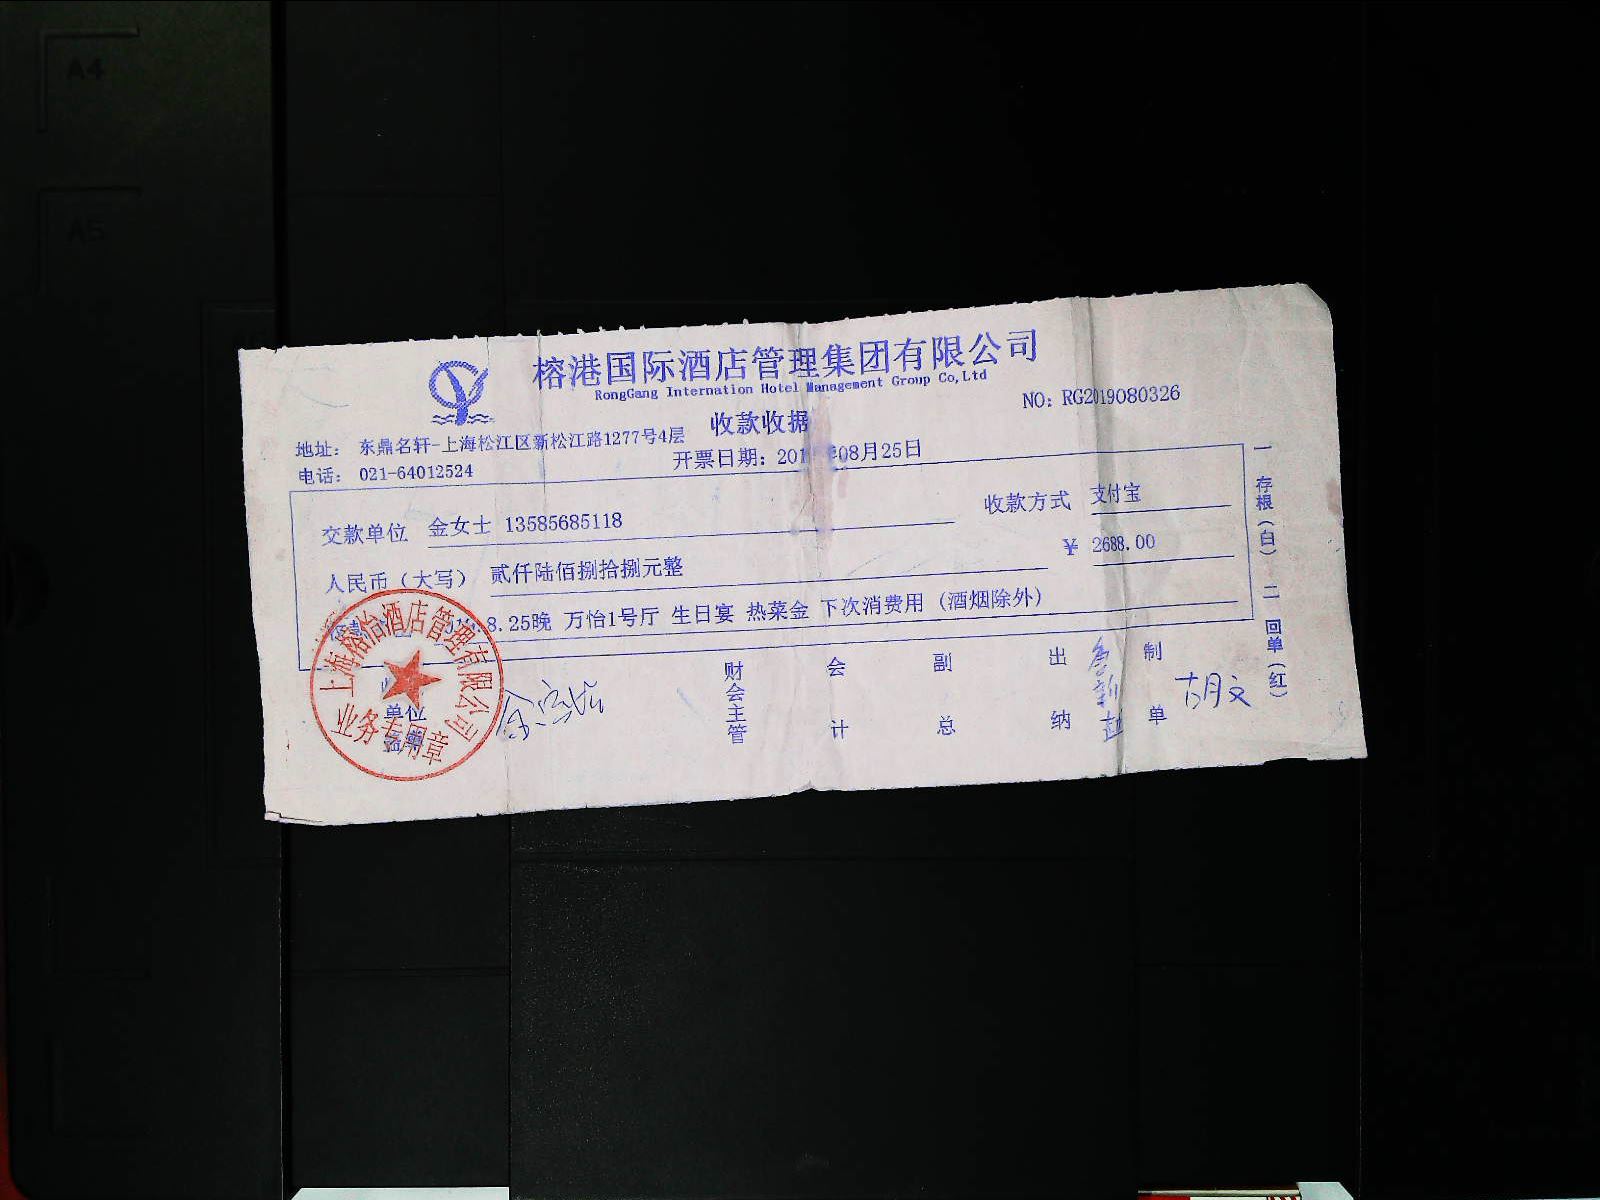 A4
A5
榕港国际酒店管理集团有限公司
RongGang Internation Hotel Management Group Co,Ltd
NO: RG2019080326
收款收据
地址: 东鼎名轩-上海松江区新松江路1277号4层
电话: 021-64012524
开票日期: 201 年08月25日
交款单位 金女士 13585685118
收款方式 支付宝
人民币（大写） 贰仟陆佰捌拾捌元整
¥ 2688.00
8.25晚 万怡1号厅 生日宴 热菜金 下次消费用 (酒烟除外)
单位
财会主管
会计
副总
出纳
制单
胡文
一存根(白) 二回单(红)
上海榕怡酒店管理有限公司
业务专用章